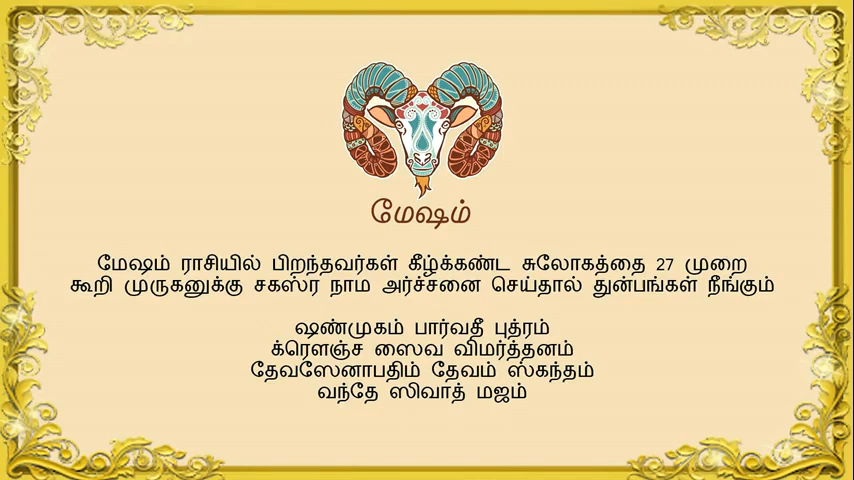 மேஷம்
மேஷம் ராசியில் பிறந்தவர்கள் கீழ்க்கண்ட சுலோகத்தை 27 முறை
கூறி முருகனுக்கு சகஸ்ர நாம அர்ச்சனை செய்தால் துன்பங்கள் நீங்கும்
ஷண்முகம் பார்வதீ புத்ரம்
க்ரௌஞ்ச ஸைவ விமர்த்தனம்
தேவஸேனாபதிம் தேவம் ஸ்கந்தம்
வந்தே ஸிவாத் மஜம்